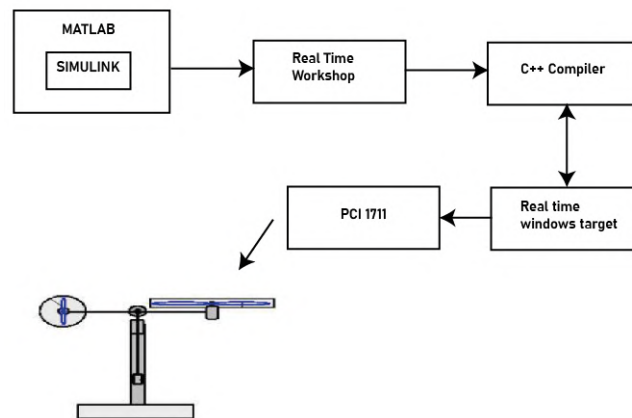 MATLAB
SIMULINK
Real Time
Workshop
C++ Compiler
PCI 1711
Real time
windows target